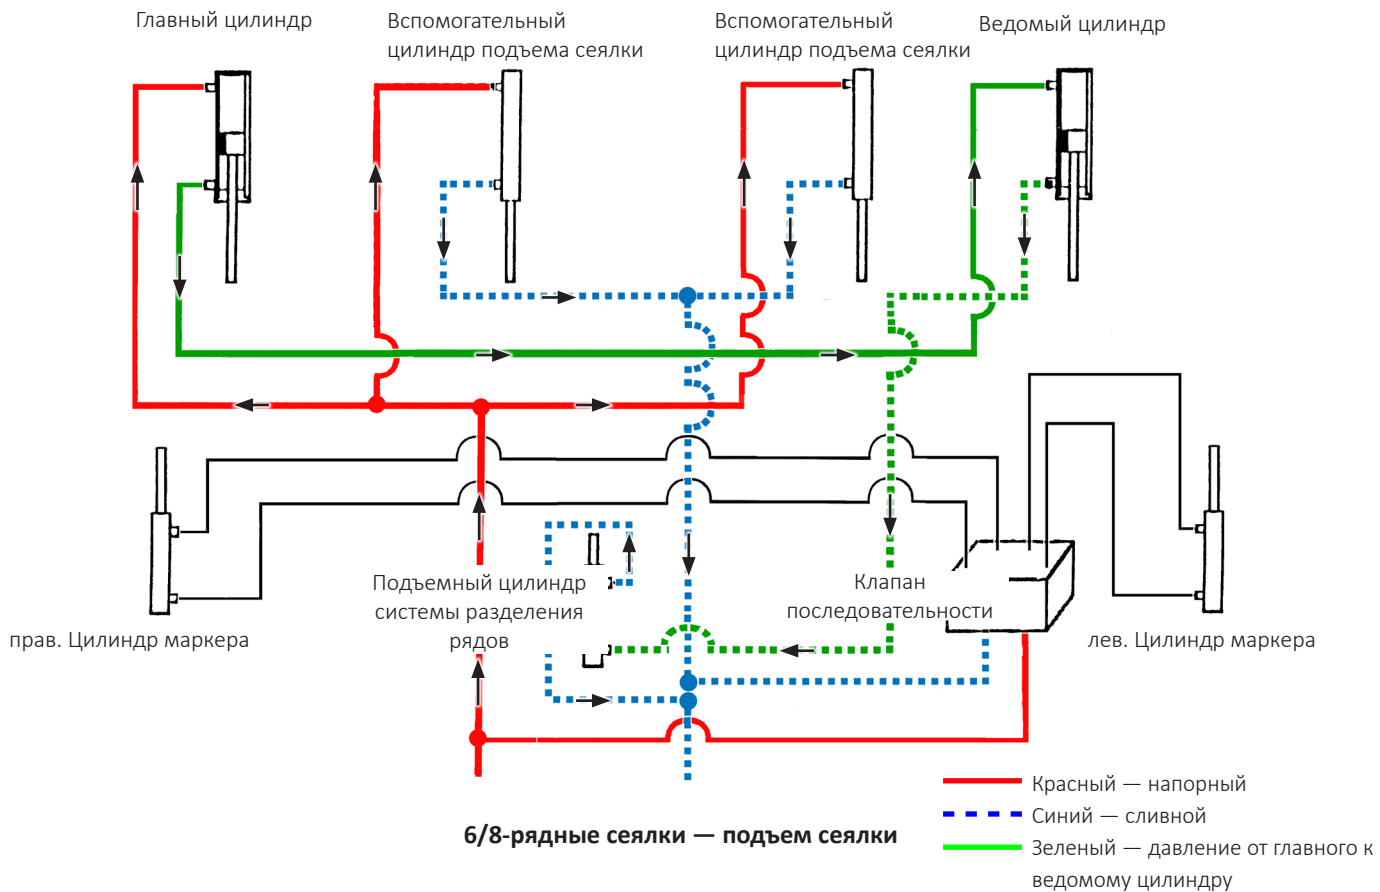 Главный цилиндр
Вспомогательный
цилиндр подъема сеялки
Вспомогательный
цилиндр подъема сеялки
Ведомый цилиндр
Подъемный цилиндр
системы разделения
рядов
Клапан
последовательности
прав. Цилиндр маркера
лев. Цилиндр маркера
6/8-рядные сеялки — подъем сеялки
Красный — напорный
Синий — сливной
Зеленый — давление от главного к
ведомому цилиндру